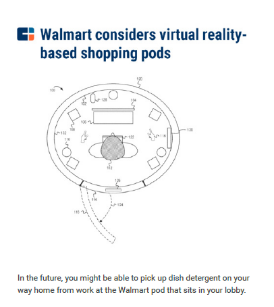 Walmart considers virtual reality-
based shopping pods
In the future, you might be able to pick up dish detergent on your
way home from work at the Walmart pod that sits in your lobby.